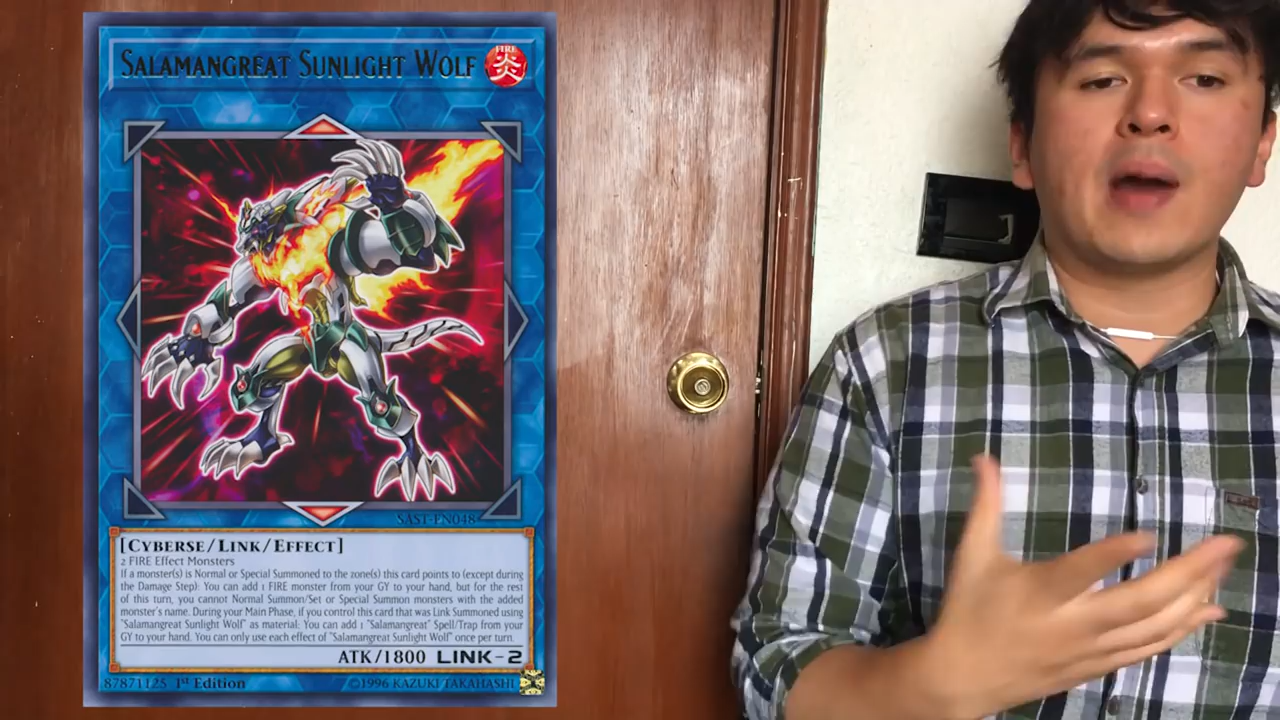 SALAMANGREAT SUNLIGHT WOLF
FIRE
炎
SAST-EN048
[CYBERSE/LINK/EFFECT]
2 FIRE Effect Monsters
If a monster(s) is Normal or Special Summoned to the zone(s) this card points to (except during
the Damage Step): You can add 1 FIRE monster from your GY to your hand, but for the rest
of this turn, you cannot Normal Summon/Set or Special Summon monsters with the added
monster's name. During your Main Phase, if you control this card that was Link Summoned using
"Salamangreat Sunlight Wolf" as material: You can add 1 "Salamangreat" Spell/Trap from your
GY to your hand. You can only use each effect of "Salamangreat Sunlight Wolf" once per turn.
ATK/1800 LINK-2
87871125 1st Edition ©1996 KAZUKI TAKAHASHI